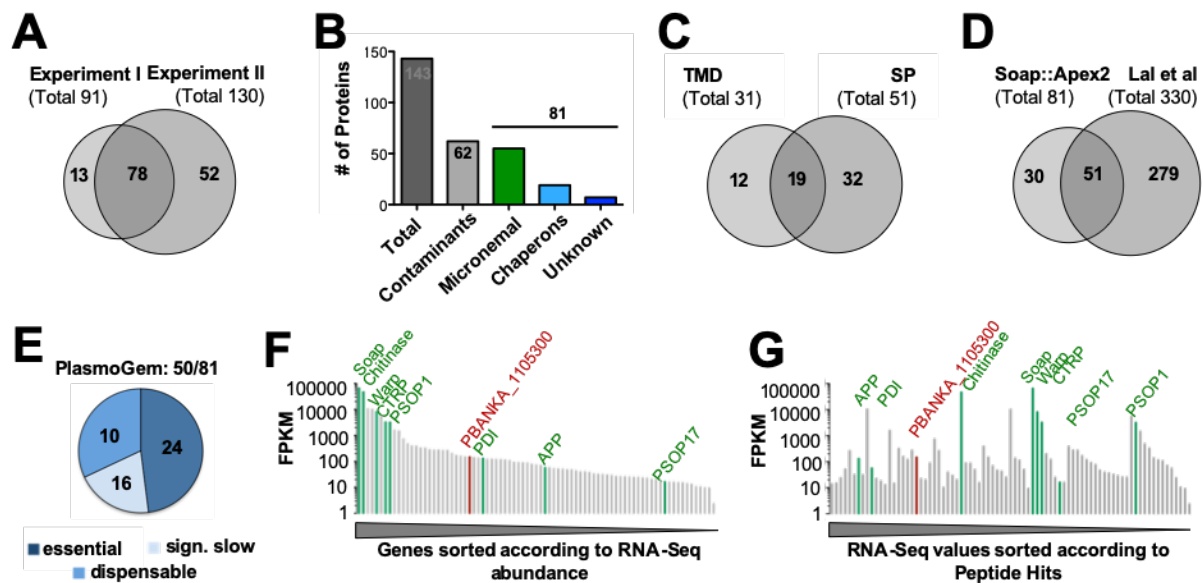 A
Experiment I Experiment II
(Total 91) (Total 130)
13 78 52
B
# of Proteins
150
100
50
0
143
62
81
Total
Contaminants
Micronemal
Chaperons
Unknown
C
TMD SP
(Total 31) (Total 51)
12 19 32
D
Soap::Apex2 Lal et al
(Total 81) (Total 330)
30 51 279
E
PlasmoGem: 50/81
10 24
16
essential sign. slow
dispensable
F
FPKM
100000
10000
1000
100
10
1
Soap
Chitinase
Warp
CTRP
PSOP1
PBANKA_1105300
PDI
APP
PSOP17
Genes sorted according to RNA-Seq
abundance
G
FPKM
100000
10000
1000
100
10
1
APP
PDI
PBANKA_1105300
Chitinase
Soap
Warp
CTRP
PSOP17
PSOP1
RNA-Seq values sorted according to
Peptide Hits